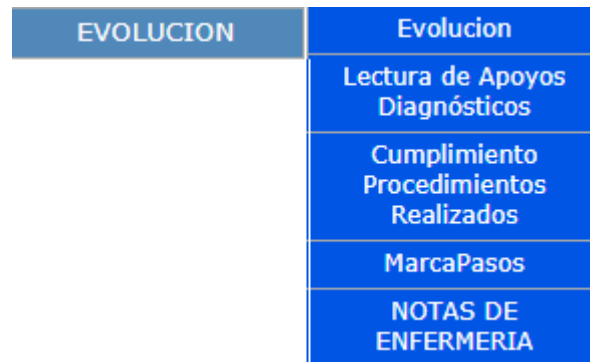 EVOLUCION
Evolucion
Lectura de Apoyos
Diagnósticos
Cumplimiento
Procedimientos
Realizados
MarcaPasos
NOTAS DE
ENFERMERIA